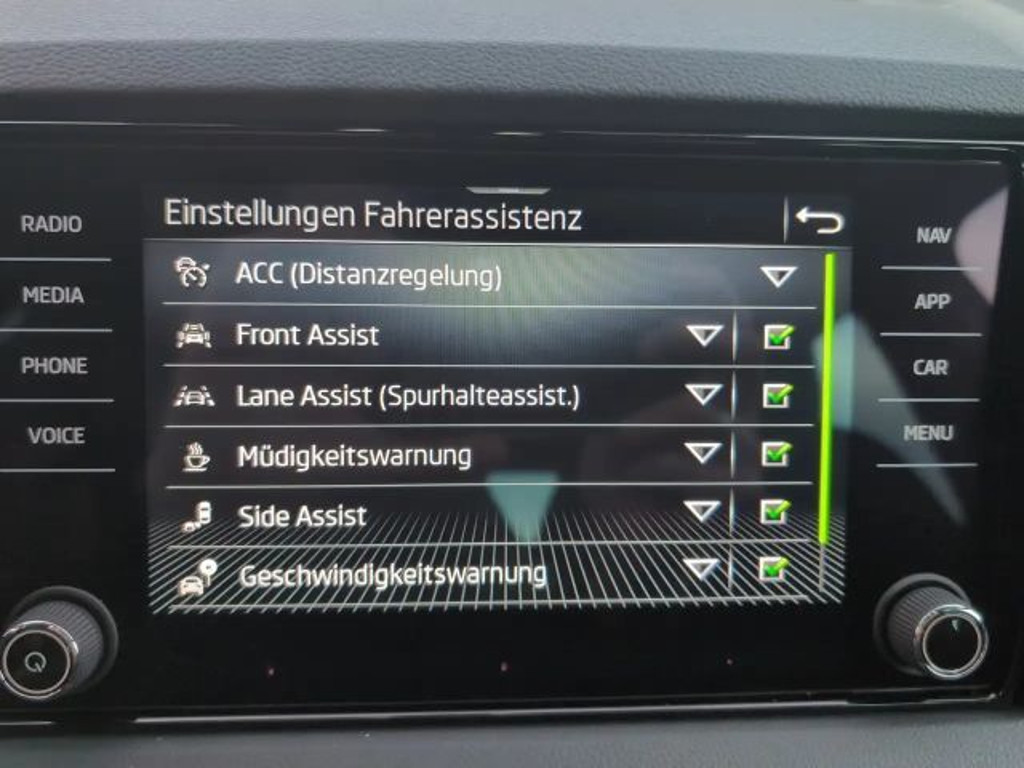 Einstellungen Fahrerassistenz
RADIO
MEDIA
PHONE
VOICE
ACC (Distanzregelung)
Front Assist
Lane Assist (Spurhalteassist.)
Müdigkeitswarnung
Side Assist
Geschwindigkeitswarnung
NAV
APP
CAR
MENU